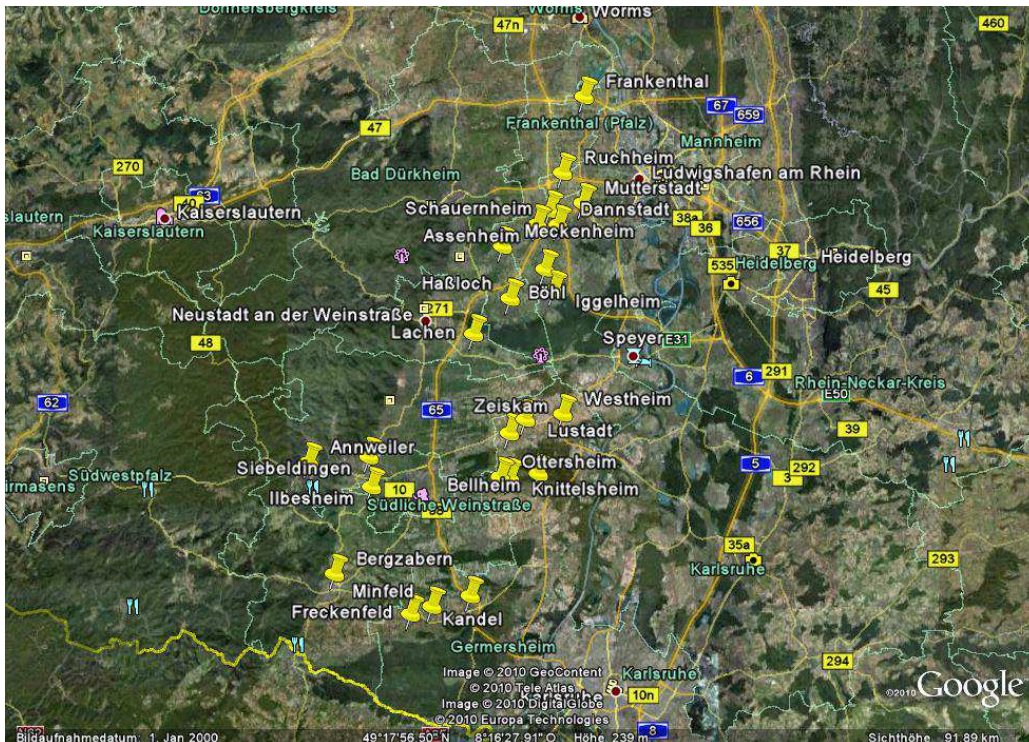 Donnersbergkreis
Worms
Worms
47n
460
Frankenthal
67
659
Frankenthal (Pfalz)
47
Mannheim
270
Ruchheim
Bad Dürkheim
Ludwigshafen am Rhein
63
40
Mutterstadt
Kaiserslautern
Schauernheim
Dannstadt
38a
656
slautern
Kaiserslautern
36
Assenheim
Meckenheim
37
Heidelberg
535
Heidelberg
Haßloch
Böhl
45
Iggelheim
271
Neustadt an der Weinstraße
Lachen
48
Speyer
E31
291
6
Rhein-Neckar-Kreis
E50
62
65
Zeiskam
Westheim
39
Lustadt
Annweiler
Siebeldingen
Ottersheim
5
292
3
Südwestpfalz
Bellheim
Knittelsheim
irmasens
Ilbesheim
10
Südliche Weinstraße
35a
293
Bergzabern
Karlsruhe
Minfeld
Freckenfeld
Kandel
Germersheim
294
Image © 2010 GeoContent
Karlsruhe
© 2010 Tele Atlas
©2010 Google
Karlsruhe
10n
Image © 2010 DigitalGlobe
© 2010 Europa Technologies
8
Bildaufnahmedatum: 1. Jan 2000
49°17'56.50" N
8°16'27.91" O
Höhe 239 m
Sichthöhe 91.89 km